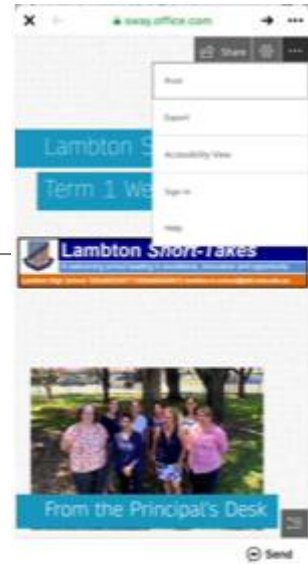 sway.office.com
Share
Print
Export
Lambton S
Accessibility View
Term 1 We
Sign in
Help
Lambton Short-Takes
From the Principal's Desk
Send